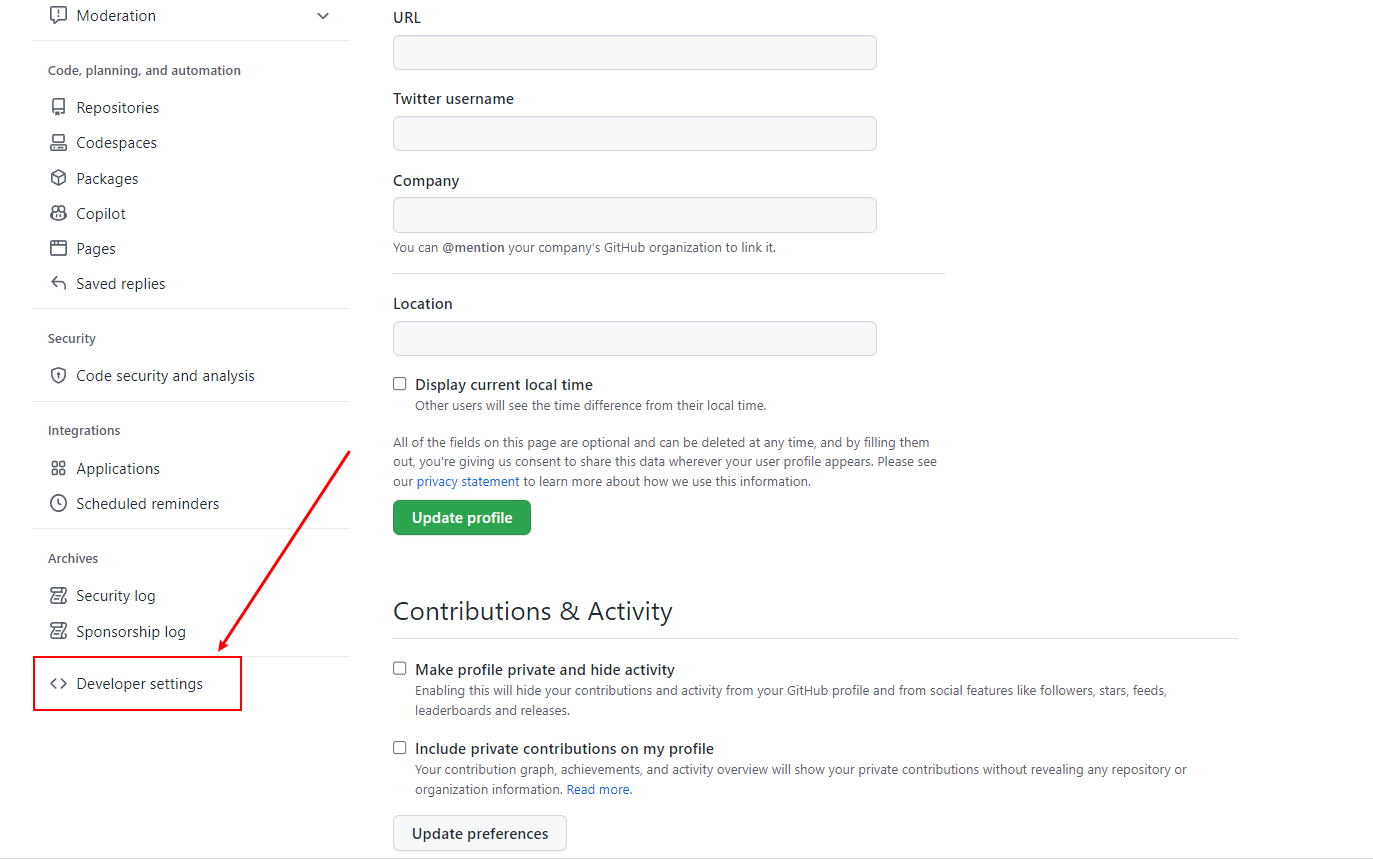 Moderation
Code, planning, and automation
Repositories
Codespaces
Packages
Copilot
Pages
Saved replies
Security
Code security and analysis
Integrations
Applications
Scheduled reminders
Archives
Security log
Sponsorship log
Developer settings
URL
Twitter username
Company
You can @mention your company's GitHub organization to link it.
Location
Display current local time
Other users will see the time difference from their local time.
All of the fields on this page are optional and can be deleted at any time, and by filling them
out, you're giving us consent to share this data wherever your user profile appears. Please see
our privacy statement to learn more about how we use this information.
Update profile
Contributions & Activity
Make profile private and hide activity
Enabling this will hide your contributions and activity from your GitHub profile and from social features like followers, stars, feeds,
leaderboards and releases.
Include private contributions on my profile
Your contribution graph, achievements, and activity overview will show your private contributions without revealing any repository or
organization information. Read more.
Update preferences